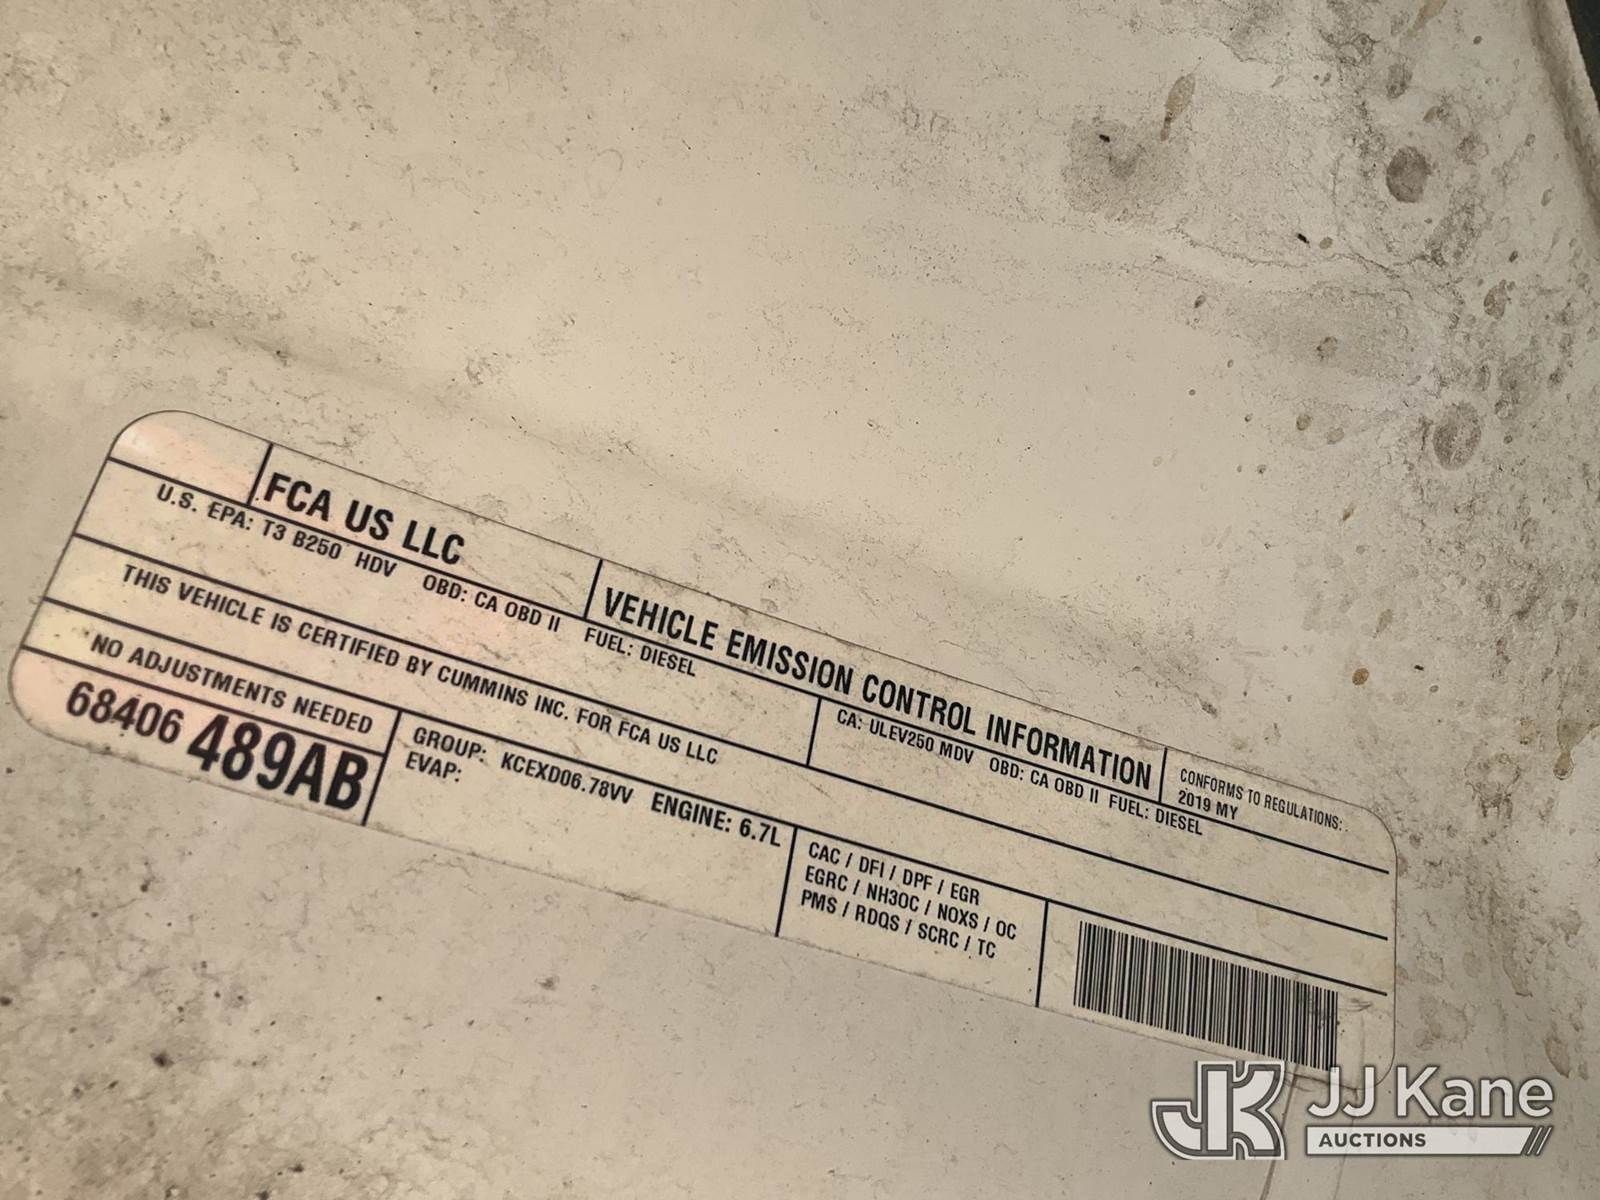 FCA US LLC
VEHICLE EMISSION CONTROL INFORMATION
CONFORMS TO REGULATIONS:
2019 MY
U.S. EPA: T3 B250 HDV OBD: CA OBD II FUEL: DIESEL
CA: ULEV250 MDV OBD: CA OBD II FUEL: DIESEL
THIS VEHICLE IS CERTIFIED BY CUMMINS INC. FOR FCA US LLC
NO ADJUSTMENTS NEEDED
68406 489AB
GROUP: KCEXD06.78VV ENGINE: 6.7L
EVAP:
CAC / DFI / DPF / EGR
EGRC / NH3OC / NOXS / OC
PMS / RDQS / SCRC / TC
JK JJ Kane
AUCTIONS